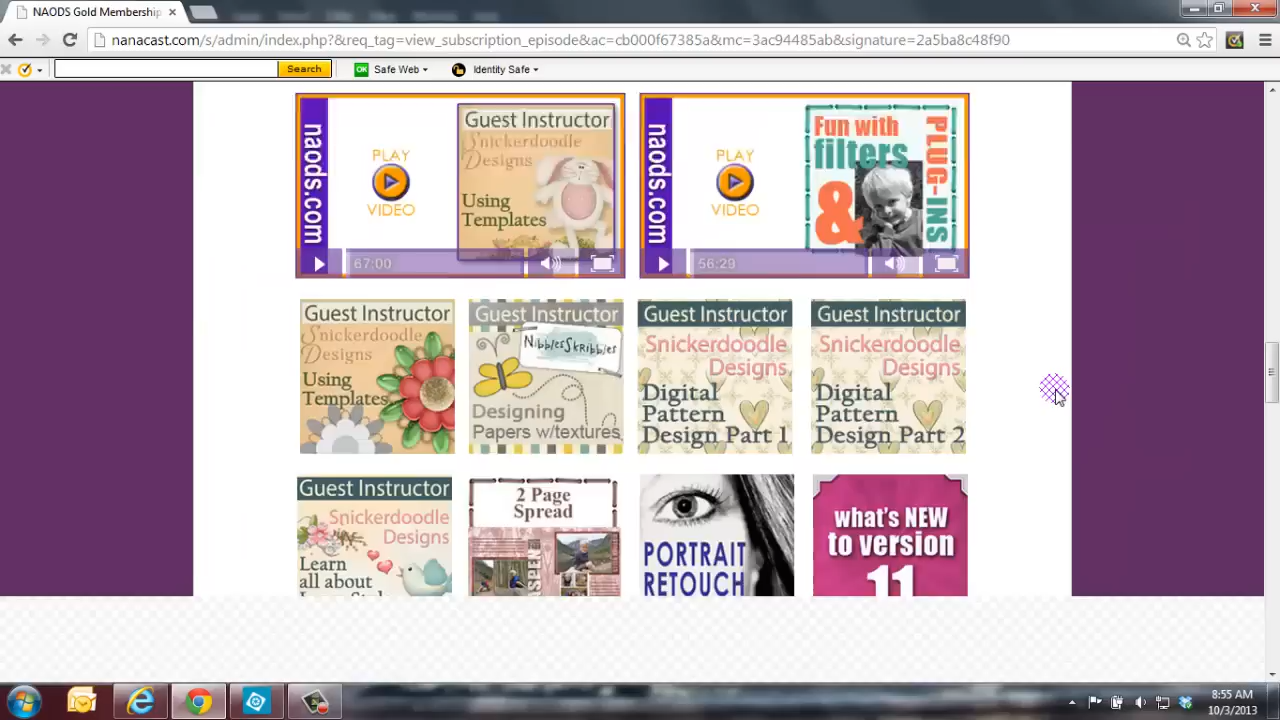 NAODS Gold Membership
nanacast.com/s/admin/index.php?&req_tag=view_subscription_episode&ac=cb000f67385a&mc=3ac94485ab&signature=2a5ba8c48f90
Search
OK Safe Web
Identity Safe
naods.com
PLAY
VIDEO
Guest Instructor
Snickerdoodle
Designs
Using
Templates
67:00
naods.com
PLAY
VIDEO
Fun with
filters
&
PLUG-INS
56:29
Guest Instructor
Snickerdoodle
Designs
Using
Templates
Guest Instructor
NibblesSkribbles
Designing
Papers w/textures
Guest Instructor
Snickerdoodle
Designs
Digital
Pattern
Design Part 1
Guest Instructor
Snickerdoodle
Designs
Digital
Pattern
Design Part 2
Guest Instructor
Snickerdoodle
Designs
Learn
all about
2 Page
Spread
PORTRAIT
RETOUCH
what's NEW
to version
11
8:55 AM
10/3/2013